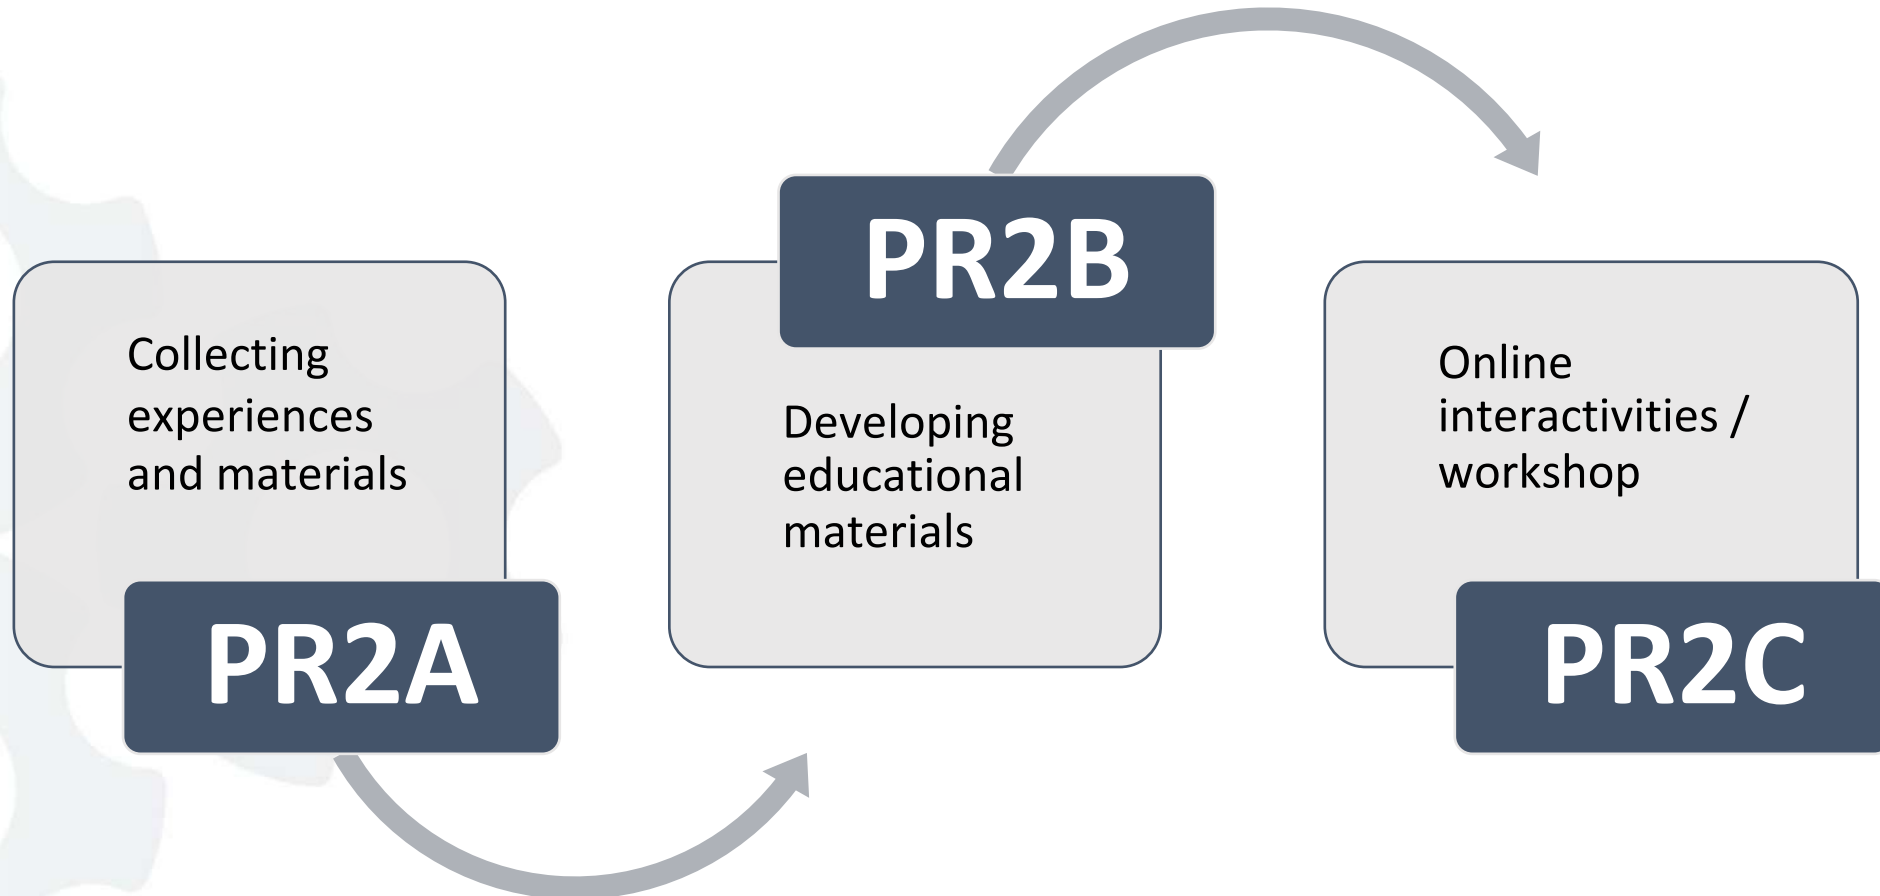 Collecting
experiences
and materials
PR2A
PR2B
Developing
educational
materials
Online
interactivities /
workshop
PR2C